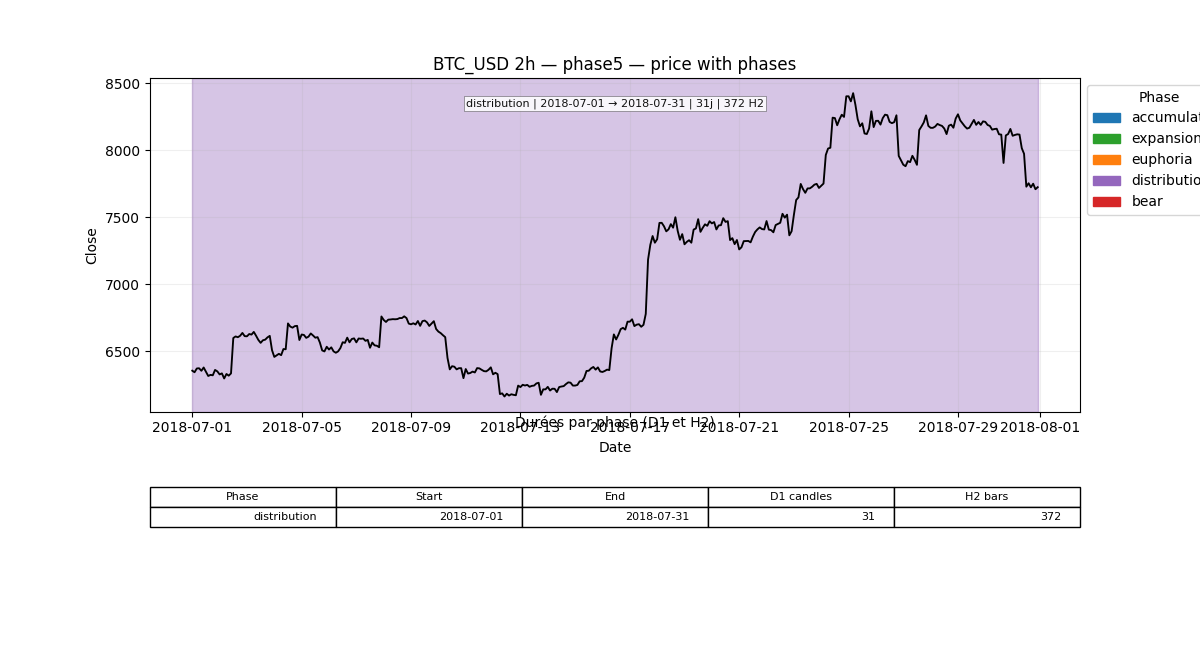 BTC_USD 2h — phase5 — price with phases
distribution | 2018-07-01 → 2018-07-31 | 31j | 372 H2
Phase
accumulat
expansion
euphoria
distributio
bear
Close
8500
8000
7500
7000
6500
2018-07-01 2018-07-05 2018-07-09 2018-07-13 2018-07-17 2018-07-21 2018-07-25 2018-07-29 2018-08-01
Durées par phase (D1 et H2)
Date
Phase Start End D1 candles H2 bars
distribution 2018-07-01 2018-07-31 31 372